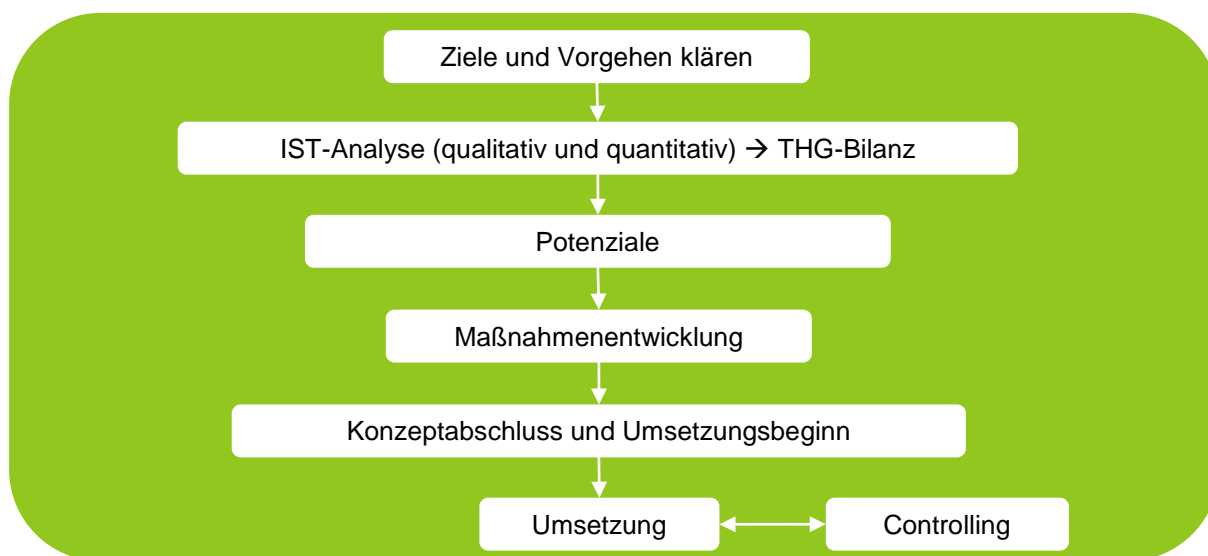 Ziele und Vorgehen klären
IST-Analyse (qualitativ und quantitativ) → THG-Bilanz
Potenziale
Maßnahmenentwicklung
Konzeptabschluss und Umsetzungsbeginn
Umsetzung
Controlling